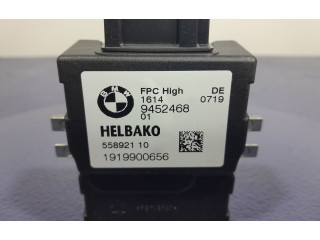 BMW
FPC High DE
1614 0719
9452468
01
HELBAKO
558921 10
1919900656